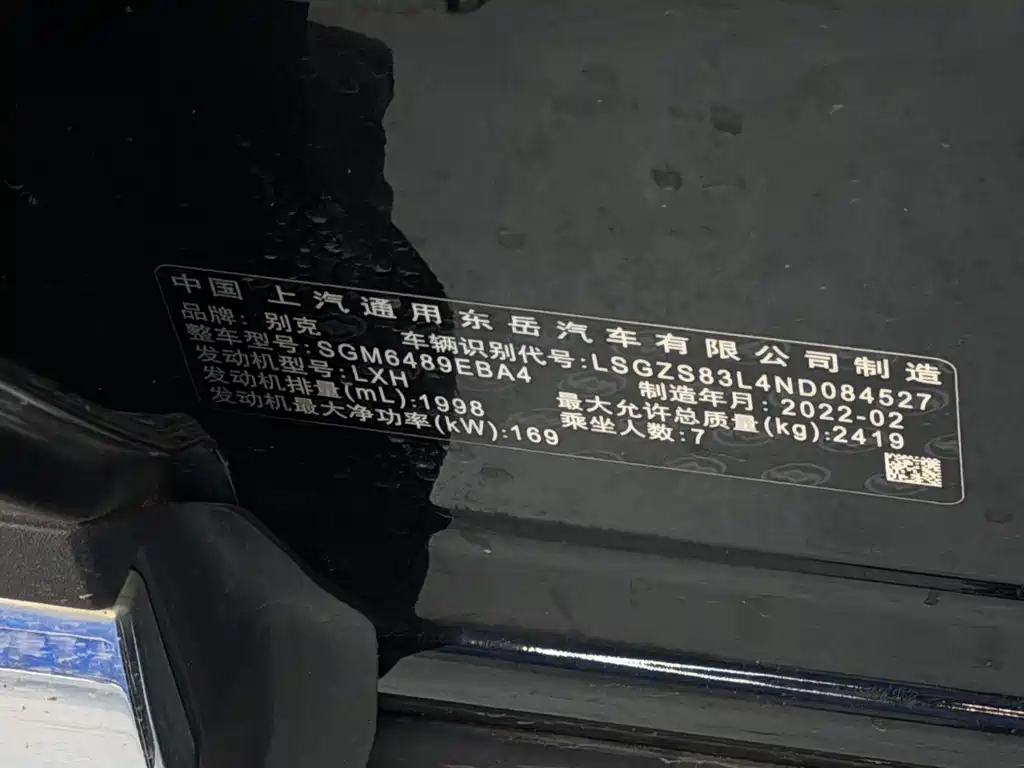 中国 上汽通用东岳汽车有限公司制造
品牌:别克 车辆识别代号:LSGZS83L4ND084527
整车型号:SGM6489EBA4 制造年月:2022-02
发动机型号:LXH 最大允许总质量(kg):2419
发动机排量(mL):1998 乘坐人数:7
发动机最大净功率(kW):169